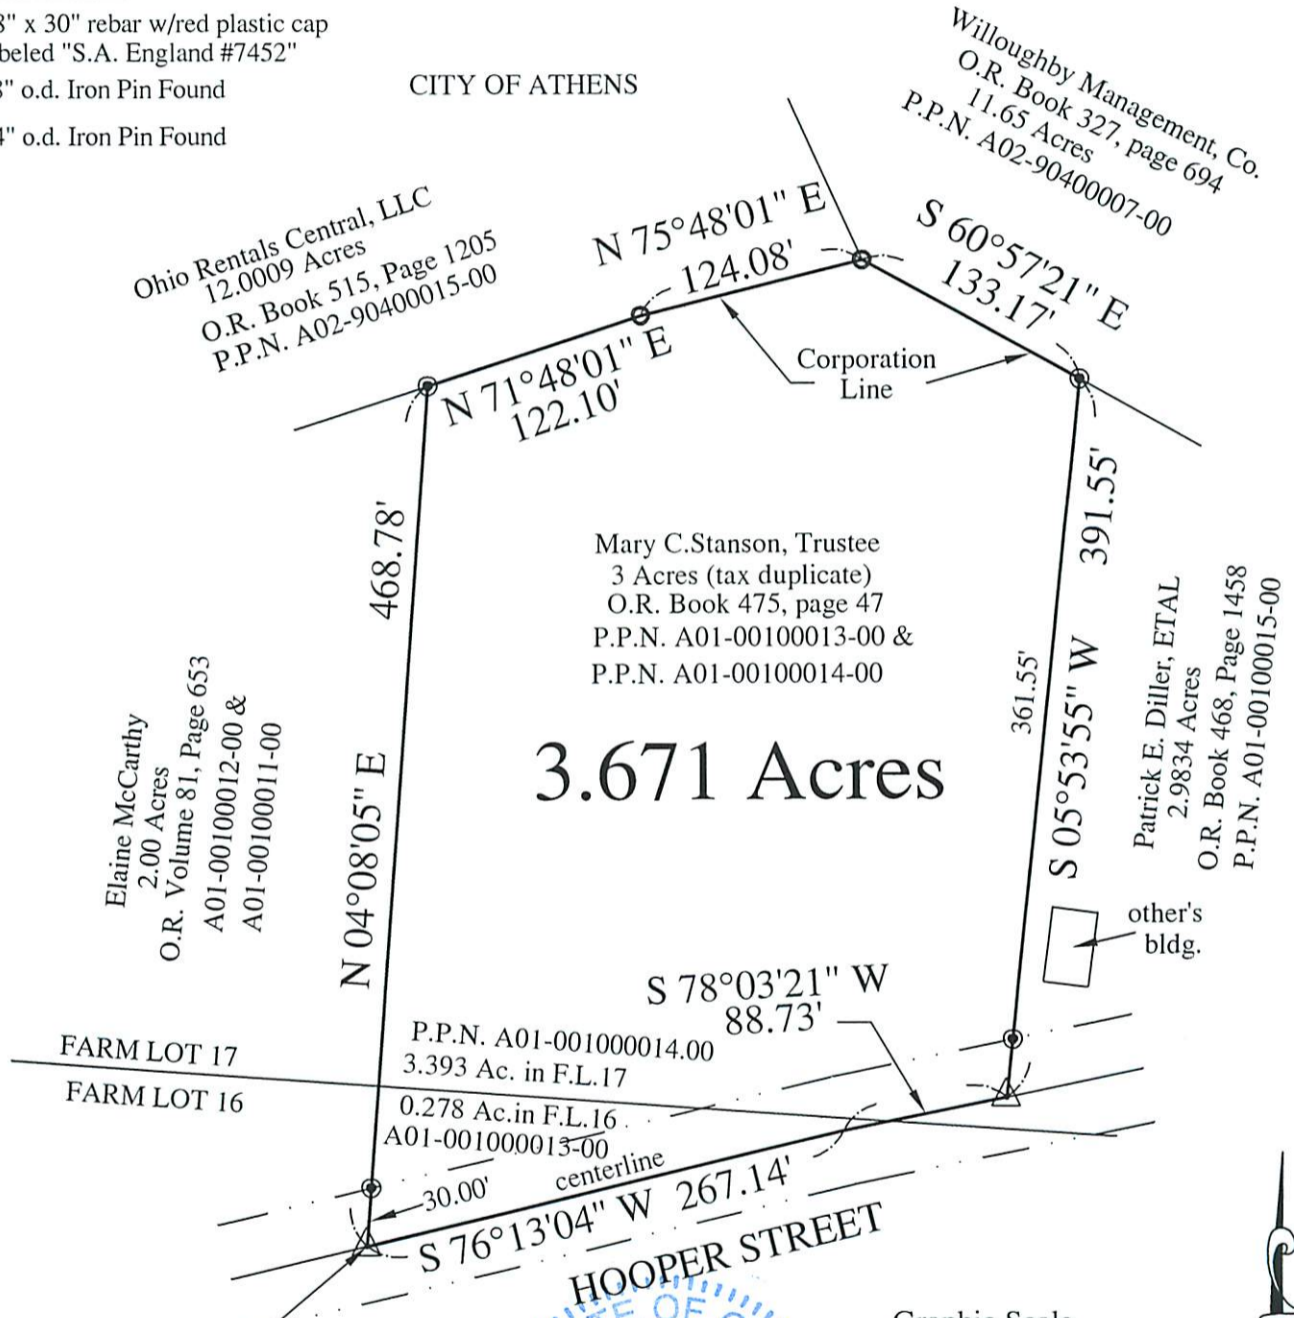 8" x 30" rebar w/red plastic cap
beled "S.A. England #7452"
8" o.d. Iron Pin Found
4" o.d. Iron Pin Found
CITY OF ATHENS
Willoughby Management, Co.
O.R. Book 327, page 694
11.65 Acres
P.P.N. A02-90400007-00
Ohio Rentals Central, LLC
12.0009 Acres
O.R. Book 515, Page 1205
P.P.N. A02-90400015-00
N 75°48'01" E
124.08'
S 60°57'21" E
133.17'
N 71°48'01" E
122.10'
Corporation
Line
468.78'
N 04°08'05" E
391.55'
S 05°53'55" W
361.55'
Mary C.Stanson, Trustee
3 Acres (tax duplicate)
O.R. Book 475, page 47
P.P.N. A01-00100013-00 &
P.P.N. A01-00100014-00
3.671 Acres
Elaine McCarthy
2.00 Acres
O.R. Volume 81, Page 653
A01-00100012-00 &
A01-00100011-00
Patrick E. Diller, ETAL
2.9834 Acres
O.R. Book 468, Page 1458
P.P.N. A01-00100015-00
other's
bldg.
S 78°03'21" W
88.73'
FARM LOT 17
FARM LOT 16
P.P.N. A01-001000014.00
3.393 Ac. in F.L.17
0.278 Ac.in F.L.16
A01-001000013-00
30.00'
centerline
S 76°13'04" W 267.14'
HOOPER STREET
OF
Graphic Scale